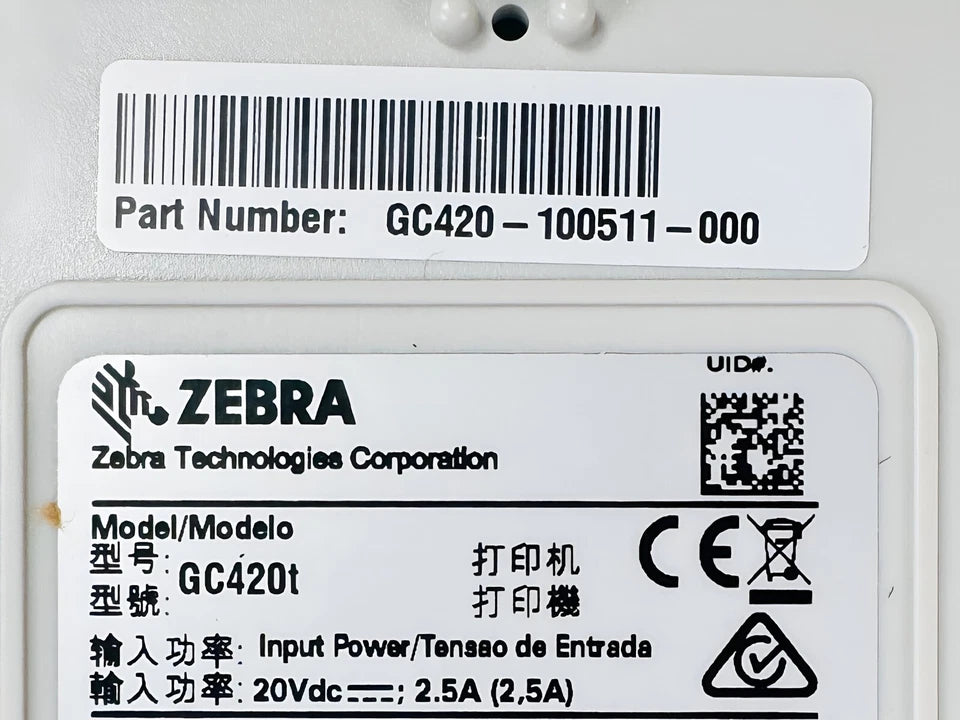 Part Number: GC420-100511-000
ZEBRA
UID#.
Zebra Technologies Corporation
Model/Modelo
型号:
型號:
GC420t
打印机
打印機
CE
输入功率: Input Power/Tensao de Entrada
輸入功率: 20Vdc⎓; 2.5A (2,5A)